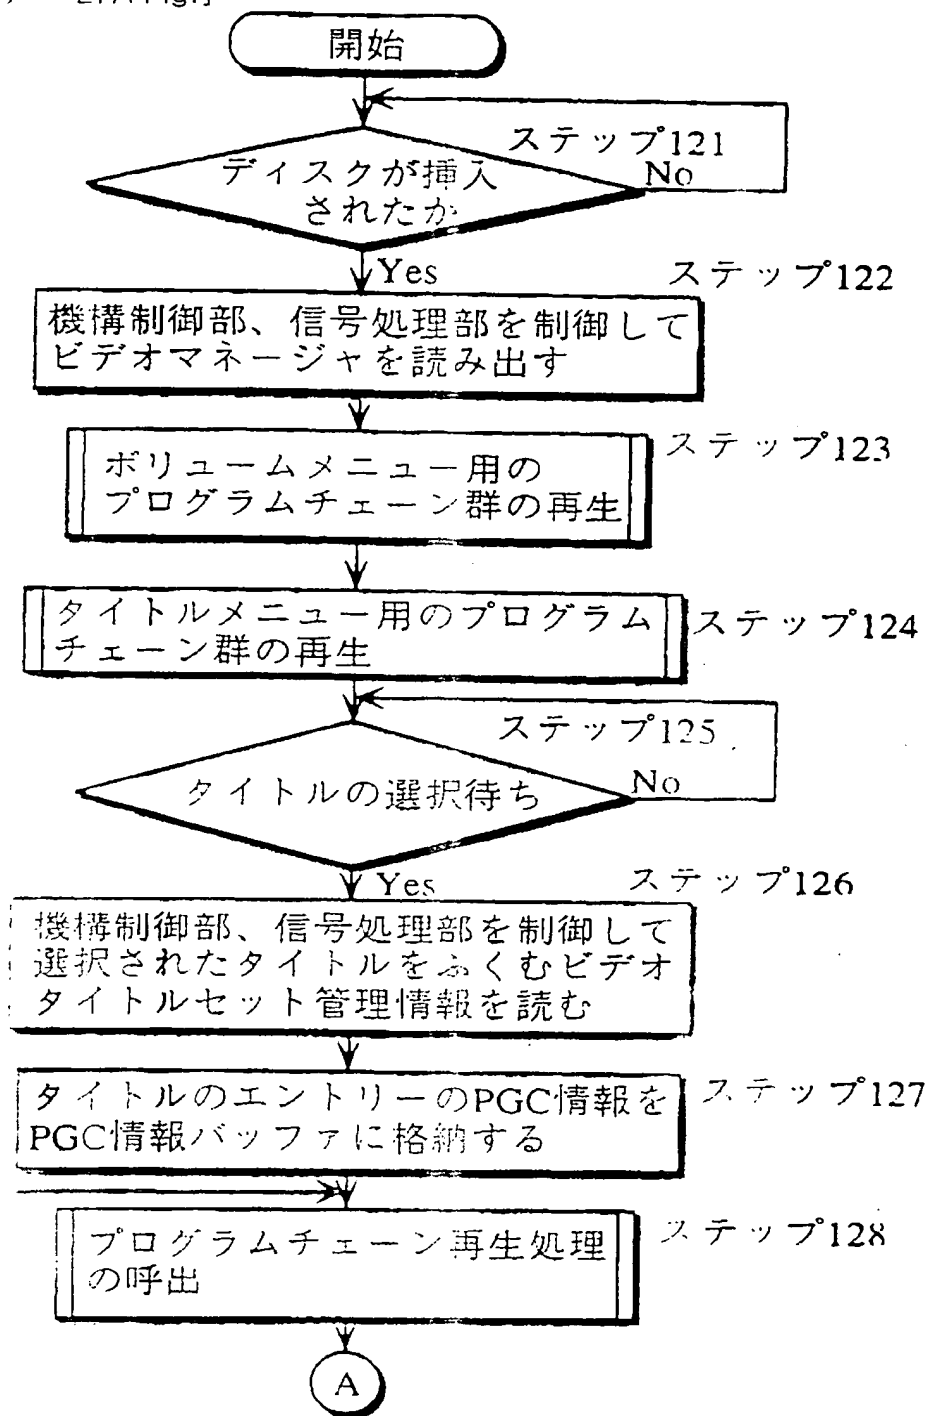 開始
ステップ121
ディスクが挿入
されたか
No
Yes
ステップ122
機構制御部、信号処理部を制御して
ビデオマネージャを読み出す
ステップ123
ボリュームメニュー用の
プログラムチェーン群の再生
タイトルメニュー用のプログラム
チェーン群の再生
ステップ124
ステップ125
タイトルの選択待ち
No
Yes
ステップ126
機構制御部、信号処理部を制御して
選択されたタイトルをふくむビデオ
タイトルセット管理情報を読む
タイトルのエントリーのPGC情報を
PGC情報バッファに格納する
ステップ127
プログラムチェーン再生処理
の呼出
ステップ128
A